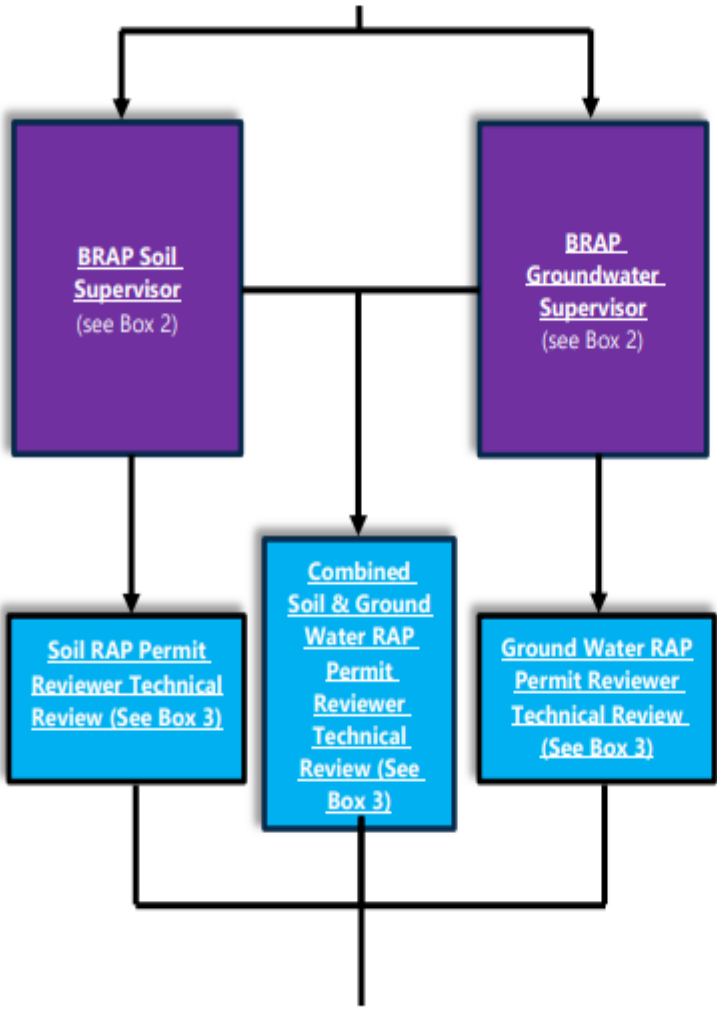 BRAP Soil
Supervisor
(see Box 2)
BRAP
Groundwater
Supervisor
(see Box 2)
Soil RAP Permit
Reviewer Technical
Review (See Box 3)
Combined
Soil & Ground
Water RAP
Permit
Reviewer
Technical
Review (See
Box 3)
Ground Water RAP
Permit Reviewer
Technical Review
(See Box 3)